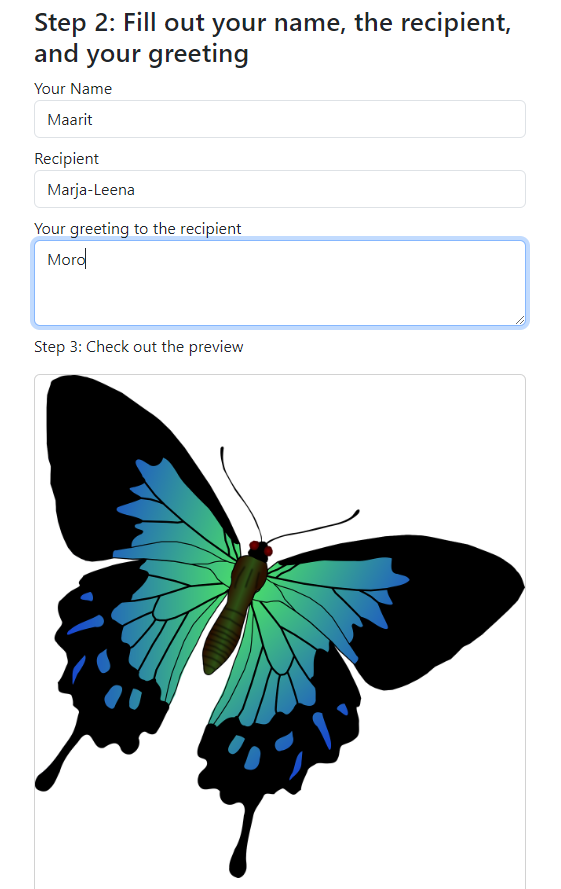 Step 2: Fill out your name, the recipient,
and your greeting
Your Name
Maarit
Recipient
Marja-Leena
Your greeting to the recipient
Moro
Step 3: Check out the preview